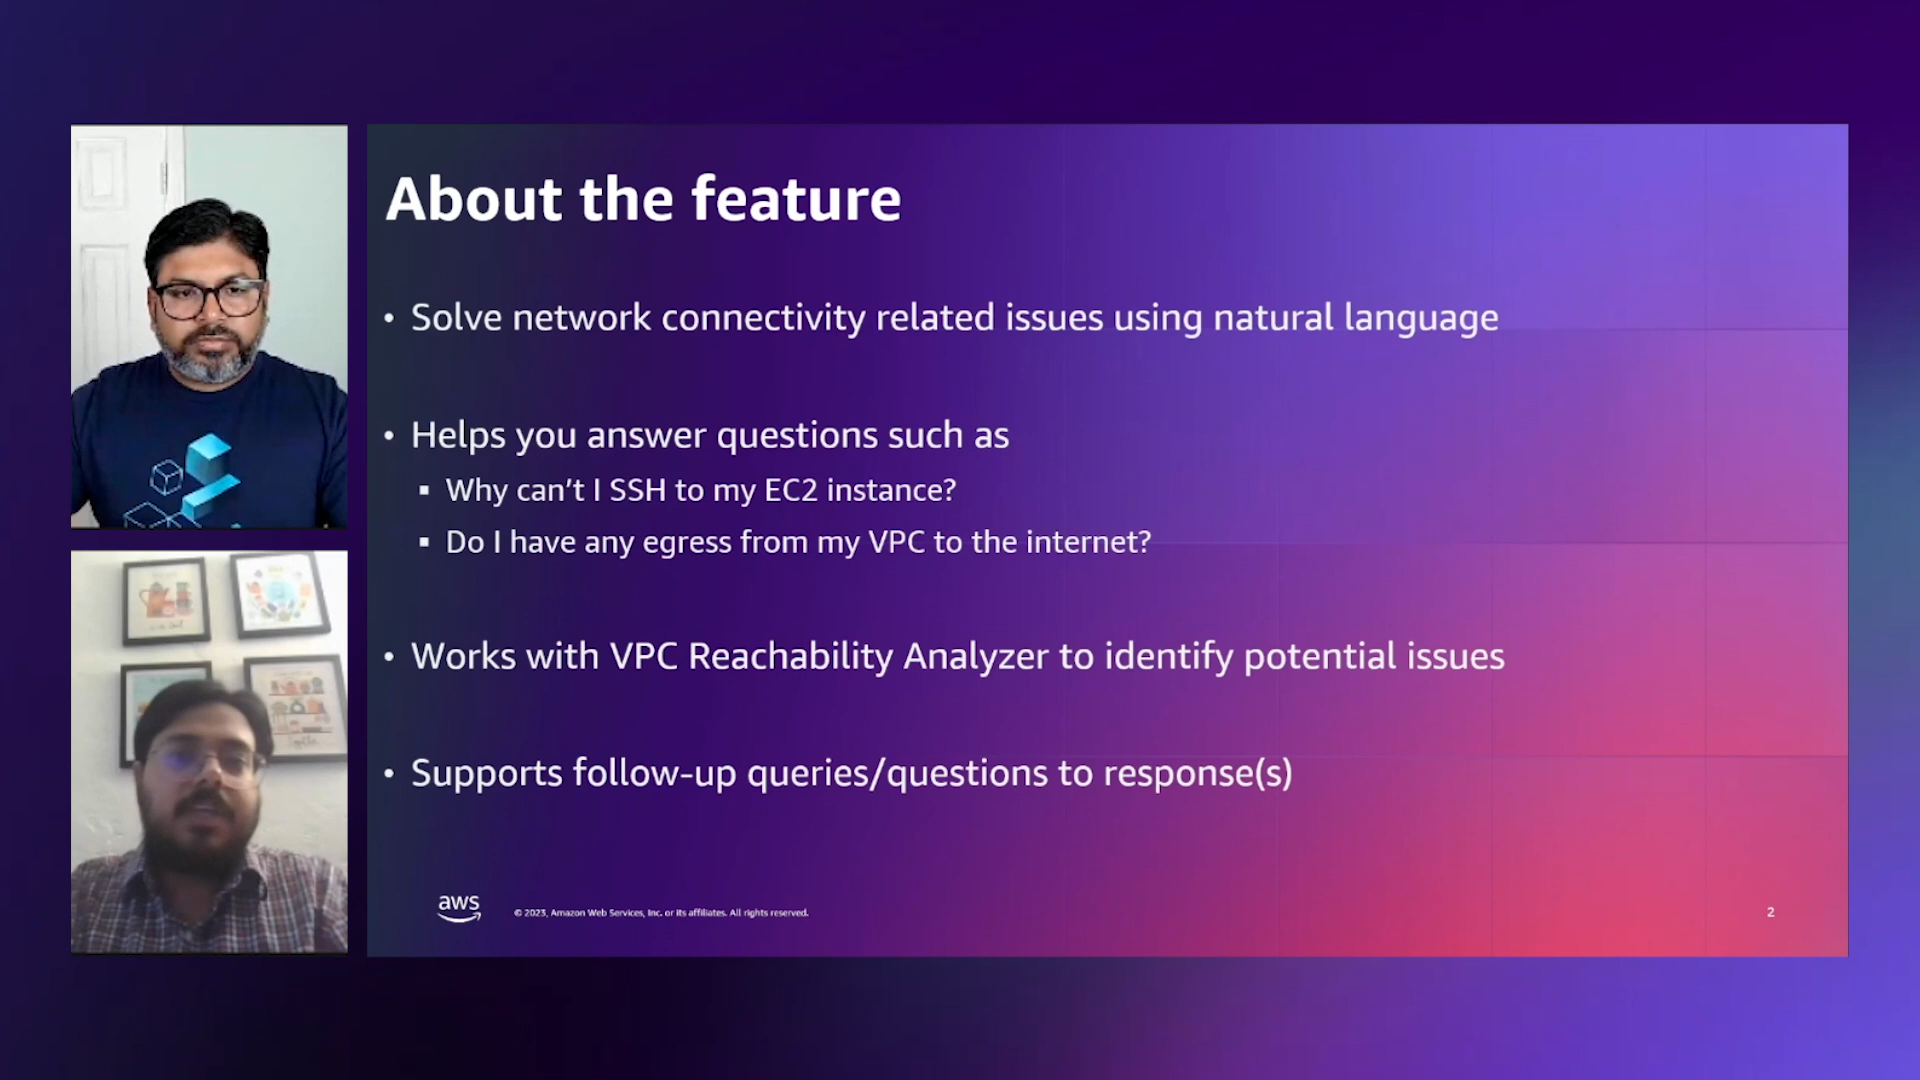 About the feature
• Solve network connectivity related issues using natural language
• Helps you answer questions such as
▪ Why can’t I SSH to my EC2 instance?
▪ Do I have any egress from my VPC to the internet?
• Works with VPC Reachability Analyzer to identify potential issues
• Supports follow-up queries/questions to response(s)
aws
© 2023, Amazon Web Services, Inc. or its affiliates. All rights reserved.
2